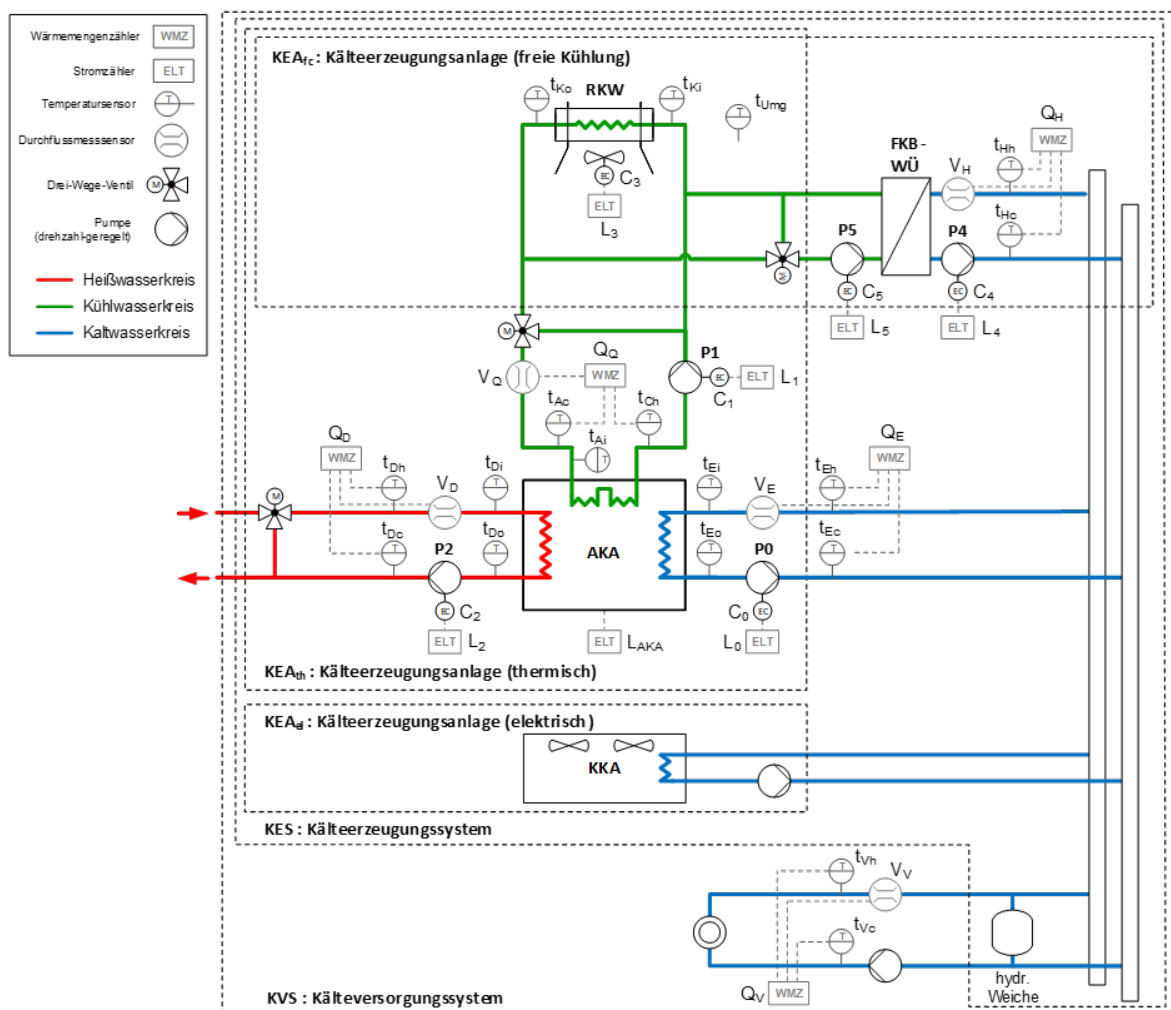 Wärmemengenzähler WMZ
Stromzähler ELT
Temperatursensor T
Durchflussmesssensor
Drei-Wege-Ventil M
Pumpe
(drehzahl-geregelt)
Heißwasserkreis
Kühlwasserkreis
Kaltwasserkreis
KEAfc : Kälteerzeugungsanlage (freie Kühlung)
tKo RKW tKi
T T
tUmg
T
EC C3
ELT
L3
FKB -
WÜ
QH
WMZ
VH tHh
T
tHc
T
P5 P4
M
EC C5 EC C4
ELT L5 ELT L4
M
VQ QQ
WMZ
P1
EC ELT L1
C1
tAc tCh
T T
tAi
T
QD
WMZ
tDh VD tDi
T T
M
tDc P2 tDo
T T
EC C2
ELT L2
AKA
ELT LAKA
QE
WMZ
tEi VE tEh
T T
tEo P0 tEc
T T
C0 EC
L0 ELT
KEAth : Kälteerzeugungsanlage (thermisch)
KEAel : Kälteerzeugungsanlage (elektrisch)
KKA
KES : Kälteerzeugungssystem
tVh VV
T
tVc
T
QV WMZ
hydr.
Weiche
KVS : Kälteversorgungssystem